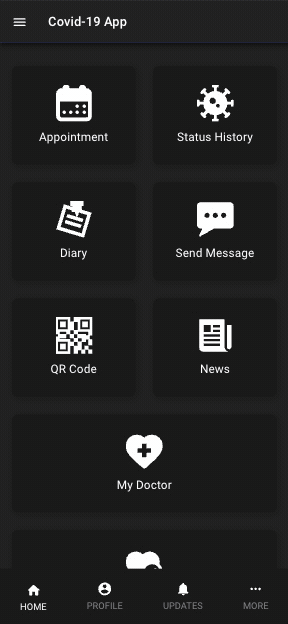 Covid-19 App
Appointment
Status History
Diary
Send Message
QR Code
News
My Doctor
HOME
PROFILE
UPDATES
MORE